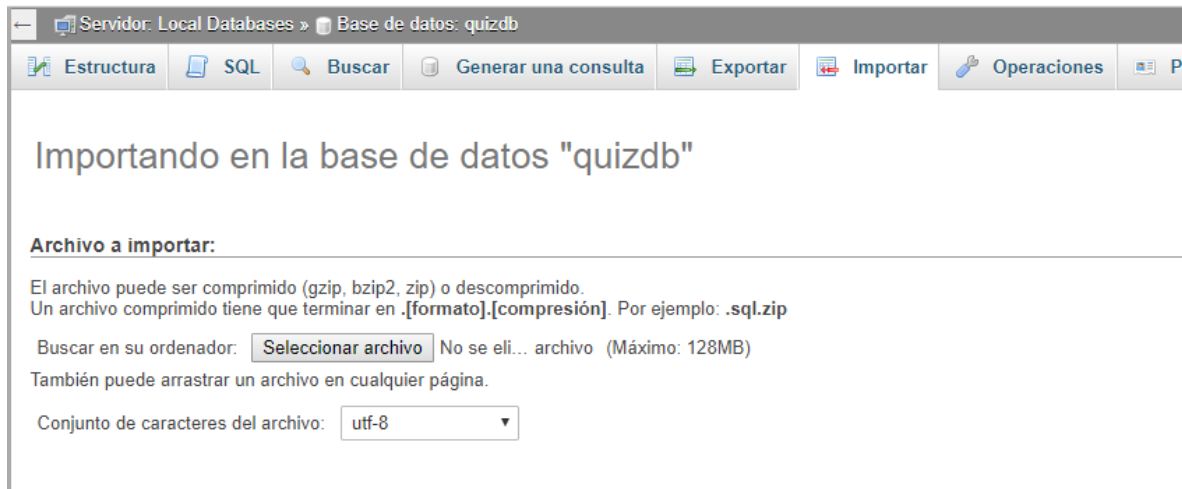 ← Servidor: Local Databases » Base de datos: quizdb
Estructura SQL Buscar Generar una consulta Exportar Importar Operaciones P
Importando en la base de datos "quizdb"
Archivo a importar:
El archivo puede ser comprimido (gzip, bzip2, zip) o descomprimido.
Un archivo comprimido tiene que terminar en .[formato].[compresión]. Por ejemplo: .sql.zip
Buscar en su ordenador: Seleccionar archivo No se eli... archivo (Máximo: 128MB)
También puede arrastrar un archivo en cualquier página.
Conjunto de caracteres del archivo: utf-8